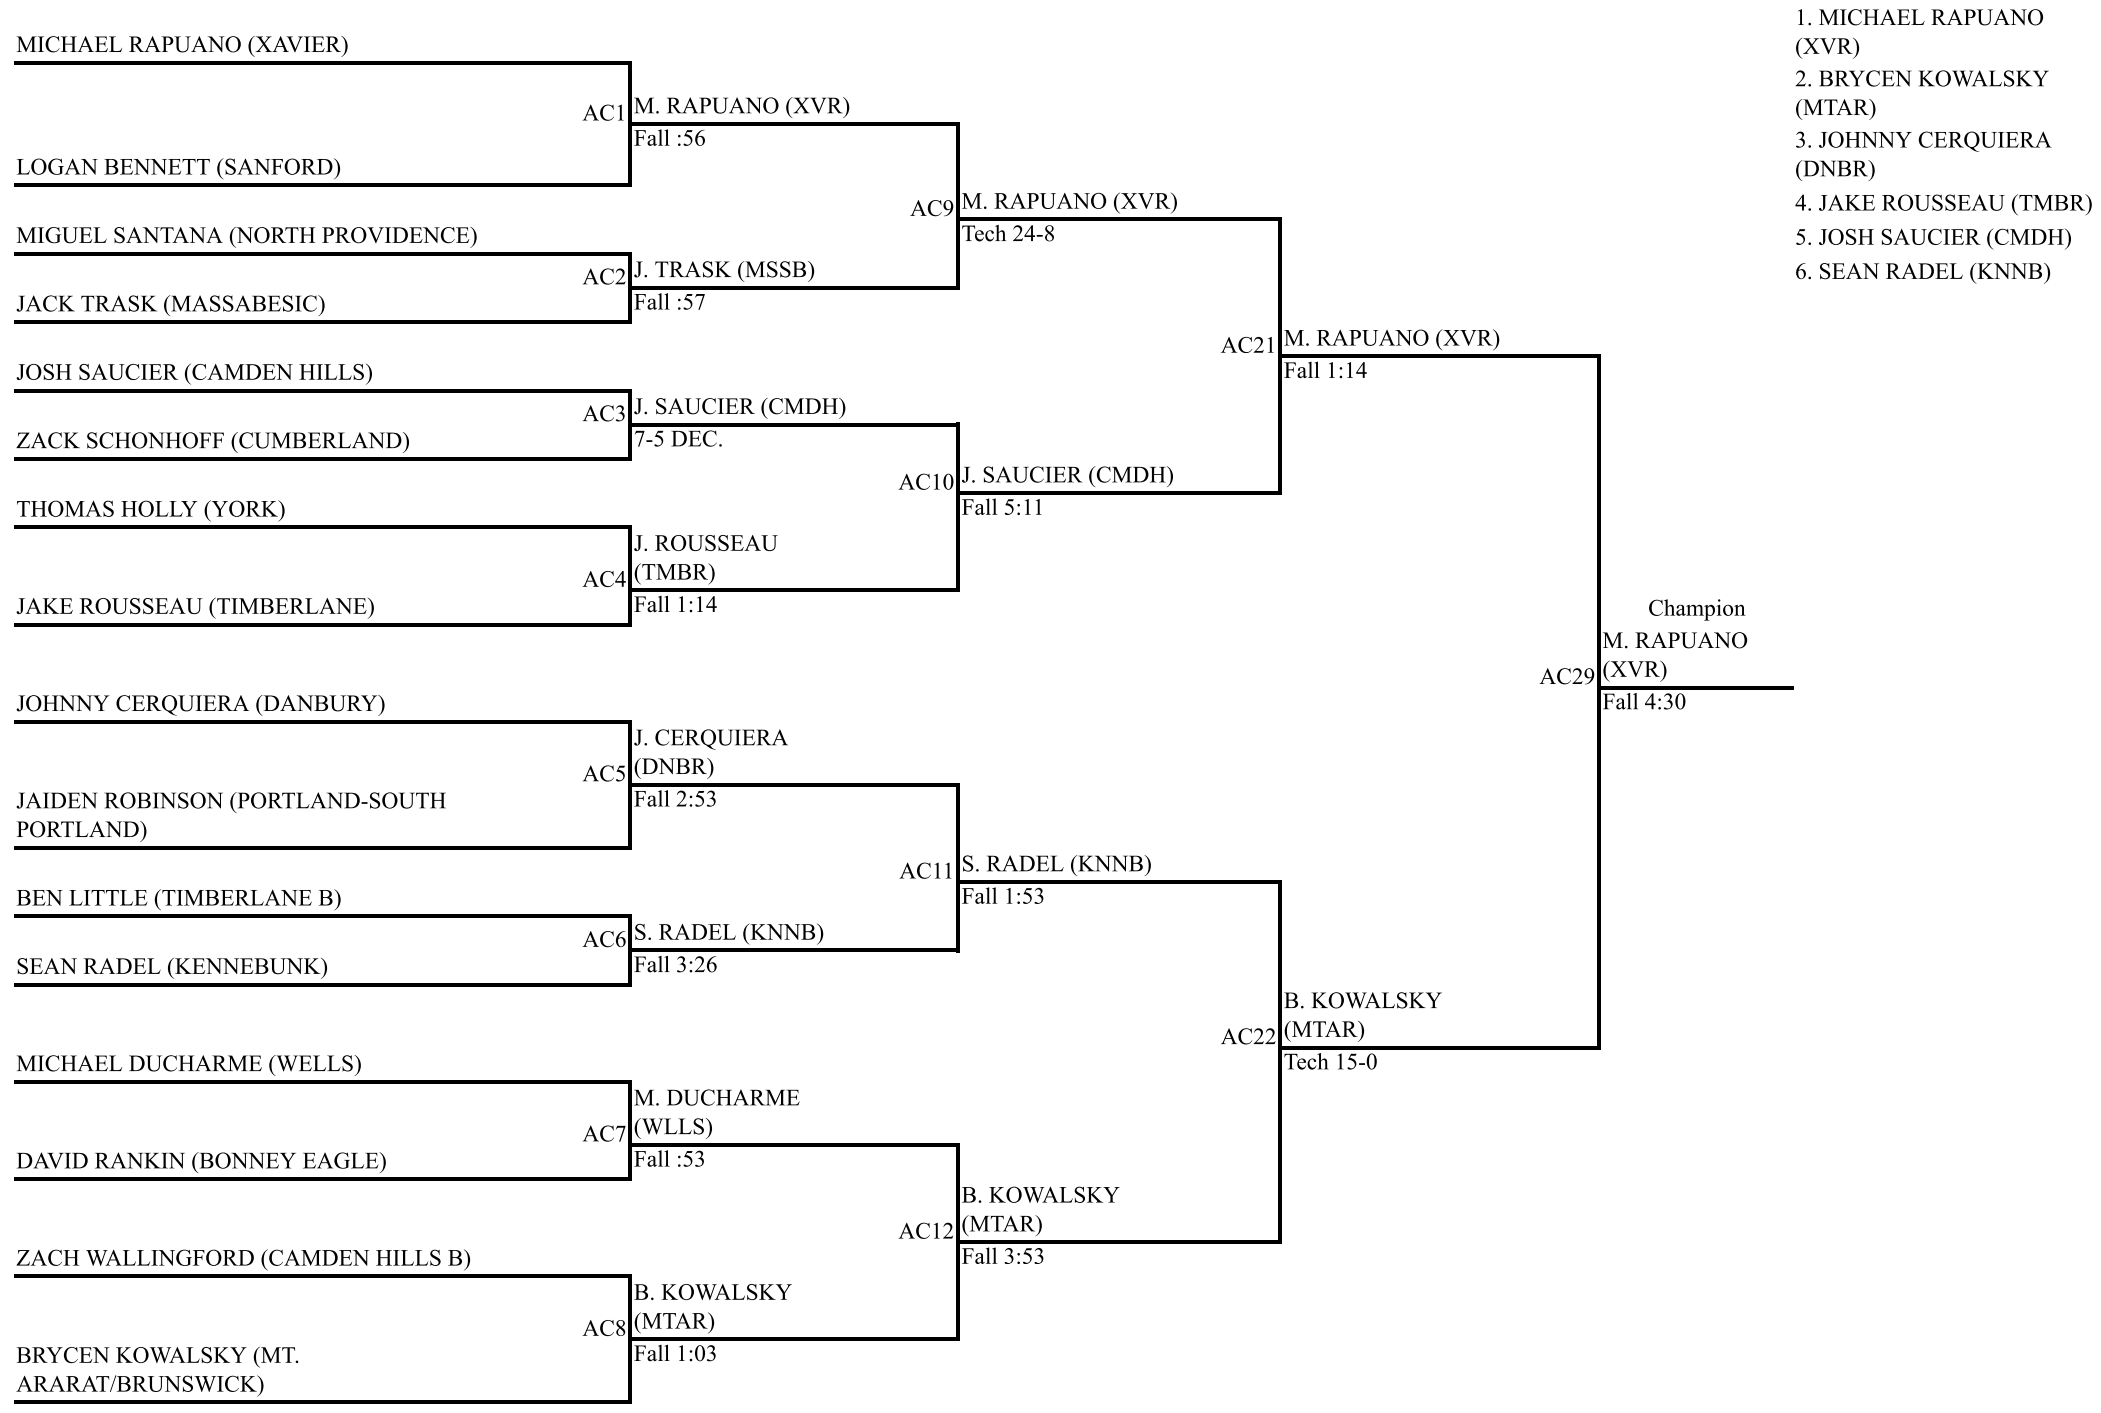 MICHAEL RAPUANO (XAVIER)
LOGAN BENNETT (SANFORD)
MIGUEL SANTANA (NORTH PROVIDENCE)
JACK TRASK (MASSABESIC)
JOSH SAUCIER (CAMDEN HILLS)
ZACK SCHONHOFF (CUMBERLAND)
THOMAS HOLLY (YORK)
JAKE ROUSSEAU (TIMBERLANE)
JOHNNY CERQUIERA (DANBURY)
JAIDEN ROBINSON (PORTLAND-SOUTH
PORTLAND)
BEN LITTLE (TIMBERLANE B)
SEAN RADEL (KENNEBUNK)
MICHAEL DUCHARME (WELLS)
DAVID RANKIN (BONNEY EAGLE)
ZACH WALLINGFORD (CAMDEN HILLS B)
BRYCEN KOWALSKY (MT.
ARARAT/BRUNSWICK)
AC1
M. RAPUANO (XVR)
Fall :56
AC2
J. TRASK (MSSB)
Fall :57
AC3
J. SAUCIER (CMDH)
7-5 DEC.
AC4
J. ROUSSEAU
(TMBR)
Fall 1:14
AC5
J. CERQUIERA
(DNBR)
Fall 2:53
AC6
S. RADEL (KNNB)
Fall 3:26
AC7
M. DUCHARME
(WLLS)
Fall :53
AC8
B. KOWALSKY
(MTAR)
Fall 1:03
AC9
M. RAPUANO (XVR)
Tech 24-8
AC10
J. SAUCIER (CMDH)
Fall 5:11
AC11
S. RADEL (KNNB)
Fall 1:53
AC12
B. KOWALSKY
(MTAR)
Fall 3:53
AC21
M. RAPUANO (XVR)
Fall 1:14
AC22
B. KOWALSKY
(MTAR)
Tech 15-0
AC29
Champion
M. RAPUANO
(XVR)
Fall 4:30
1. MICHAEL RAPUANO
(XVR)
2. BRYCEN KOWALSKY
(MTAR)
3. JOHNNY CERQUIERA
(DNBR)
4. JAKE ROUSSEAU (TMBR)
5. JOSH SAUCIER (CMDH)
6. SEAN RADEL (KNNB)